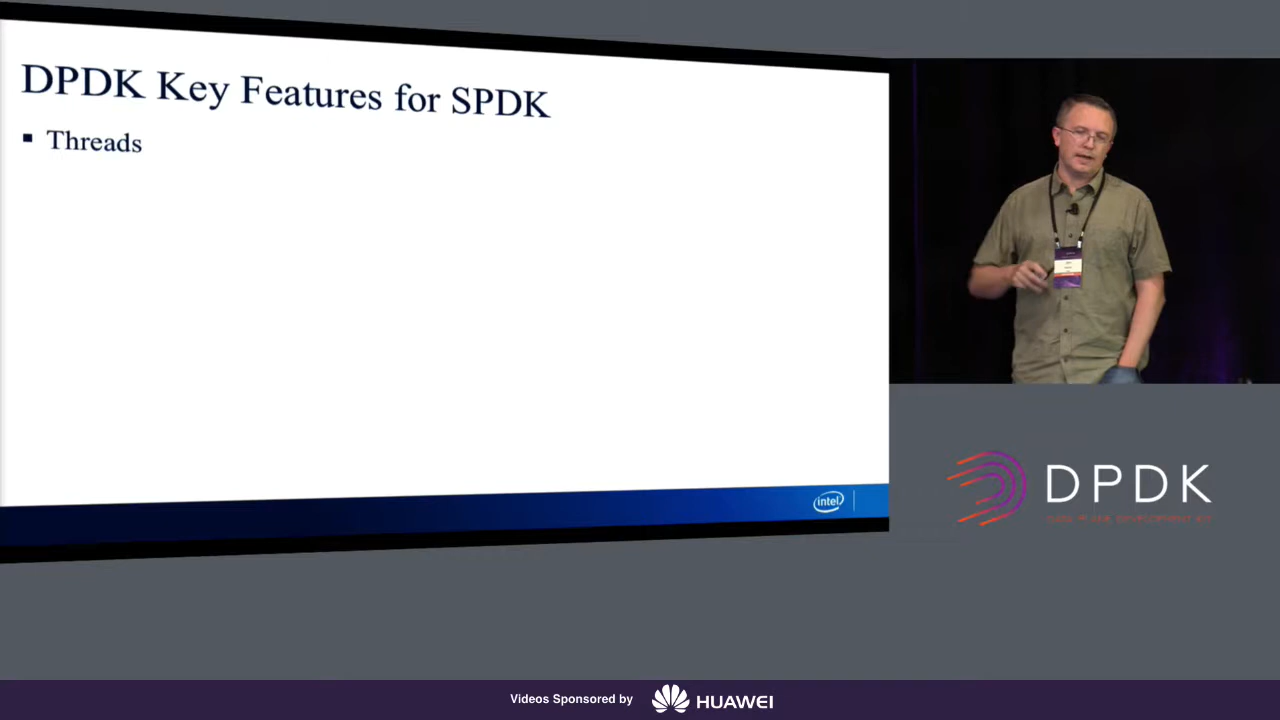 DPDK Key Features for SPDK
▪ Threads
intel
DPDK
Videos Sponsored by
HUAWEI